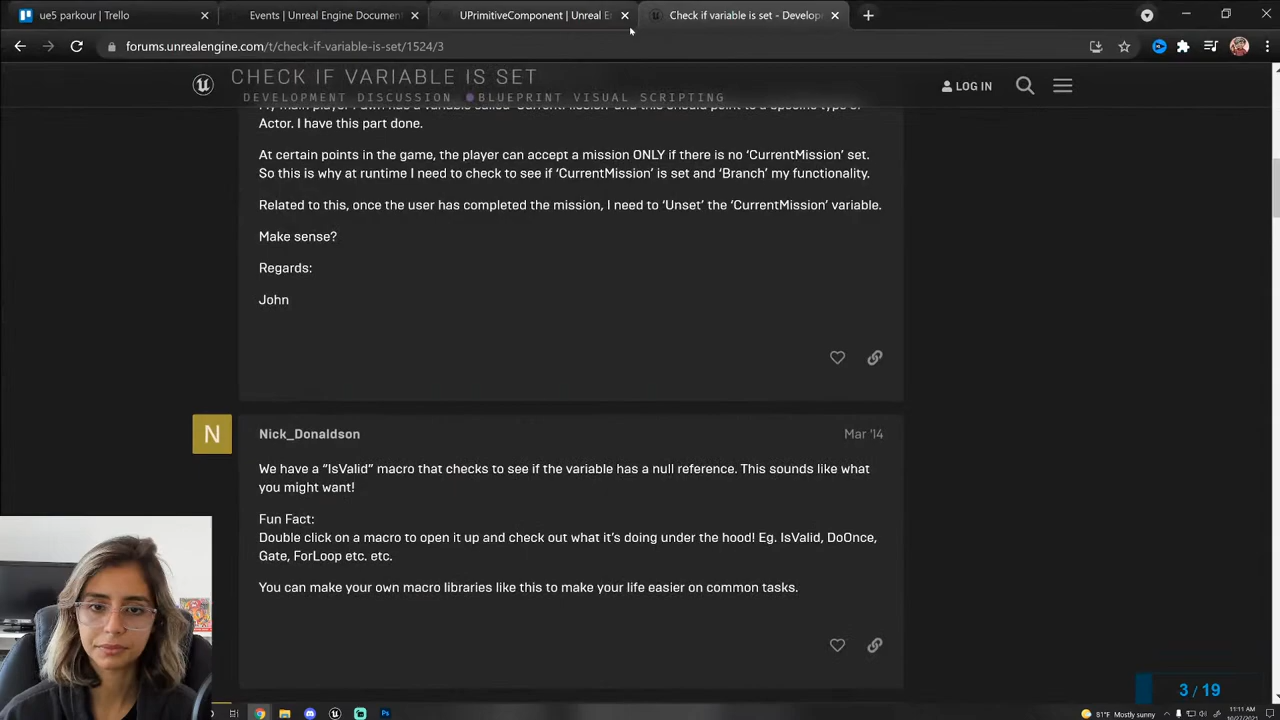 ue5 parkour | Trello
Events | Unreal Engine Document
UPrimitiveComponent | Unreal E
Check if variable is set - Develop
forums.unrealengine.com/t/check-if-variable-is-set/1524/3
CHECK IF VARIABLE IS SET
DEVELOPMENT DISCUSSION BLUEPRINT VISUAL SCRIPTING
LOG IN
Actor. I have this part done.
At certain points in the game, the player can accept a mission ONLY if there is no ‘CurrentMission’ set.
So this is why at runtime I need to check to see if ‘CurrentMission’ is set and ‘Branch’ my functionality.
Related to this, once the user has completed the mission, I need to ‘Unset’ the ‘CurrentMission’ variable.
Make sense?
Regards:
John
N
Nick_Donaldson
Mar '14
We have a “IsValid” macro that checks to see if the variable has a null reference. This sounds like what
you might want!
Fun Fact:
Double click on a macro to open it up and check out what it’s doing under the hood! Eg. IsValid, DoOnce,
Gate, ForLoop etc. etc.
You can make your own macro libraries like this to make your life easier on common tasks.
3 / 19
81°F Mostly sunny
11:11 AM
10/27/2021